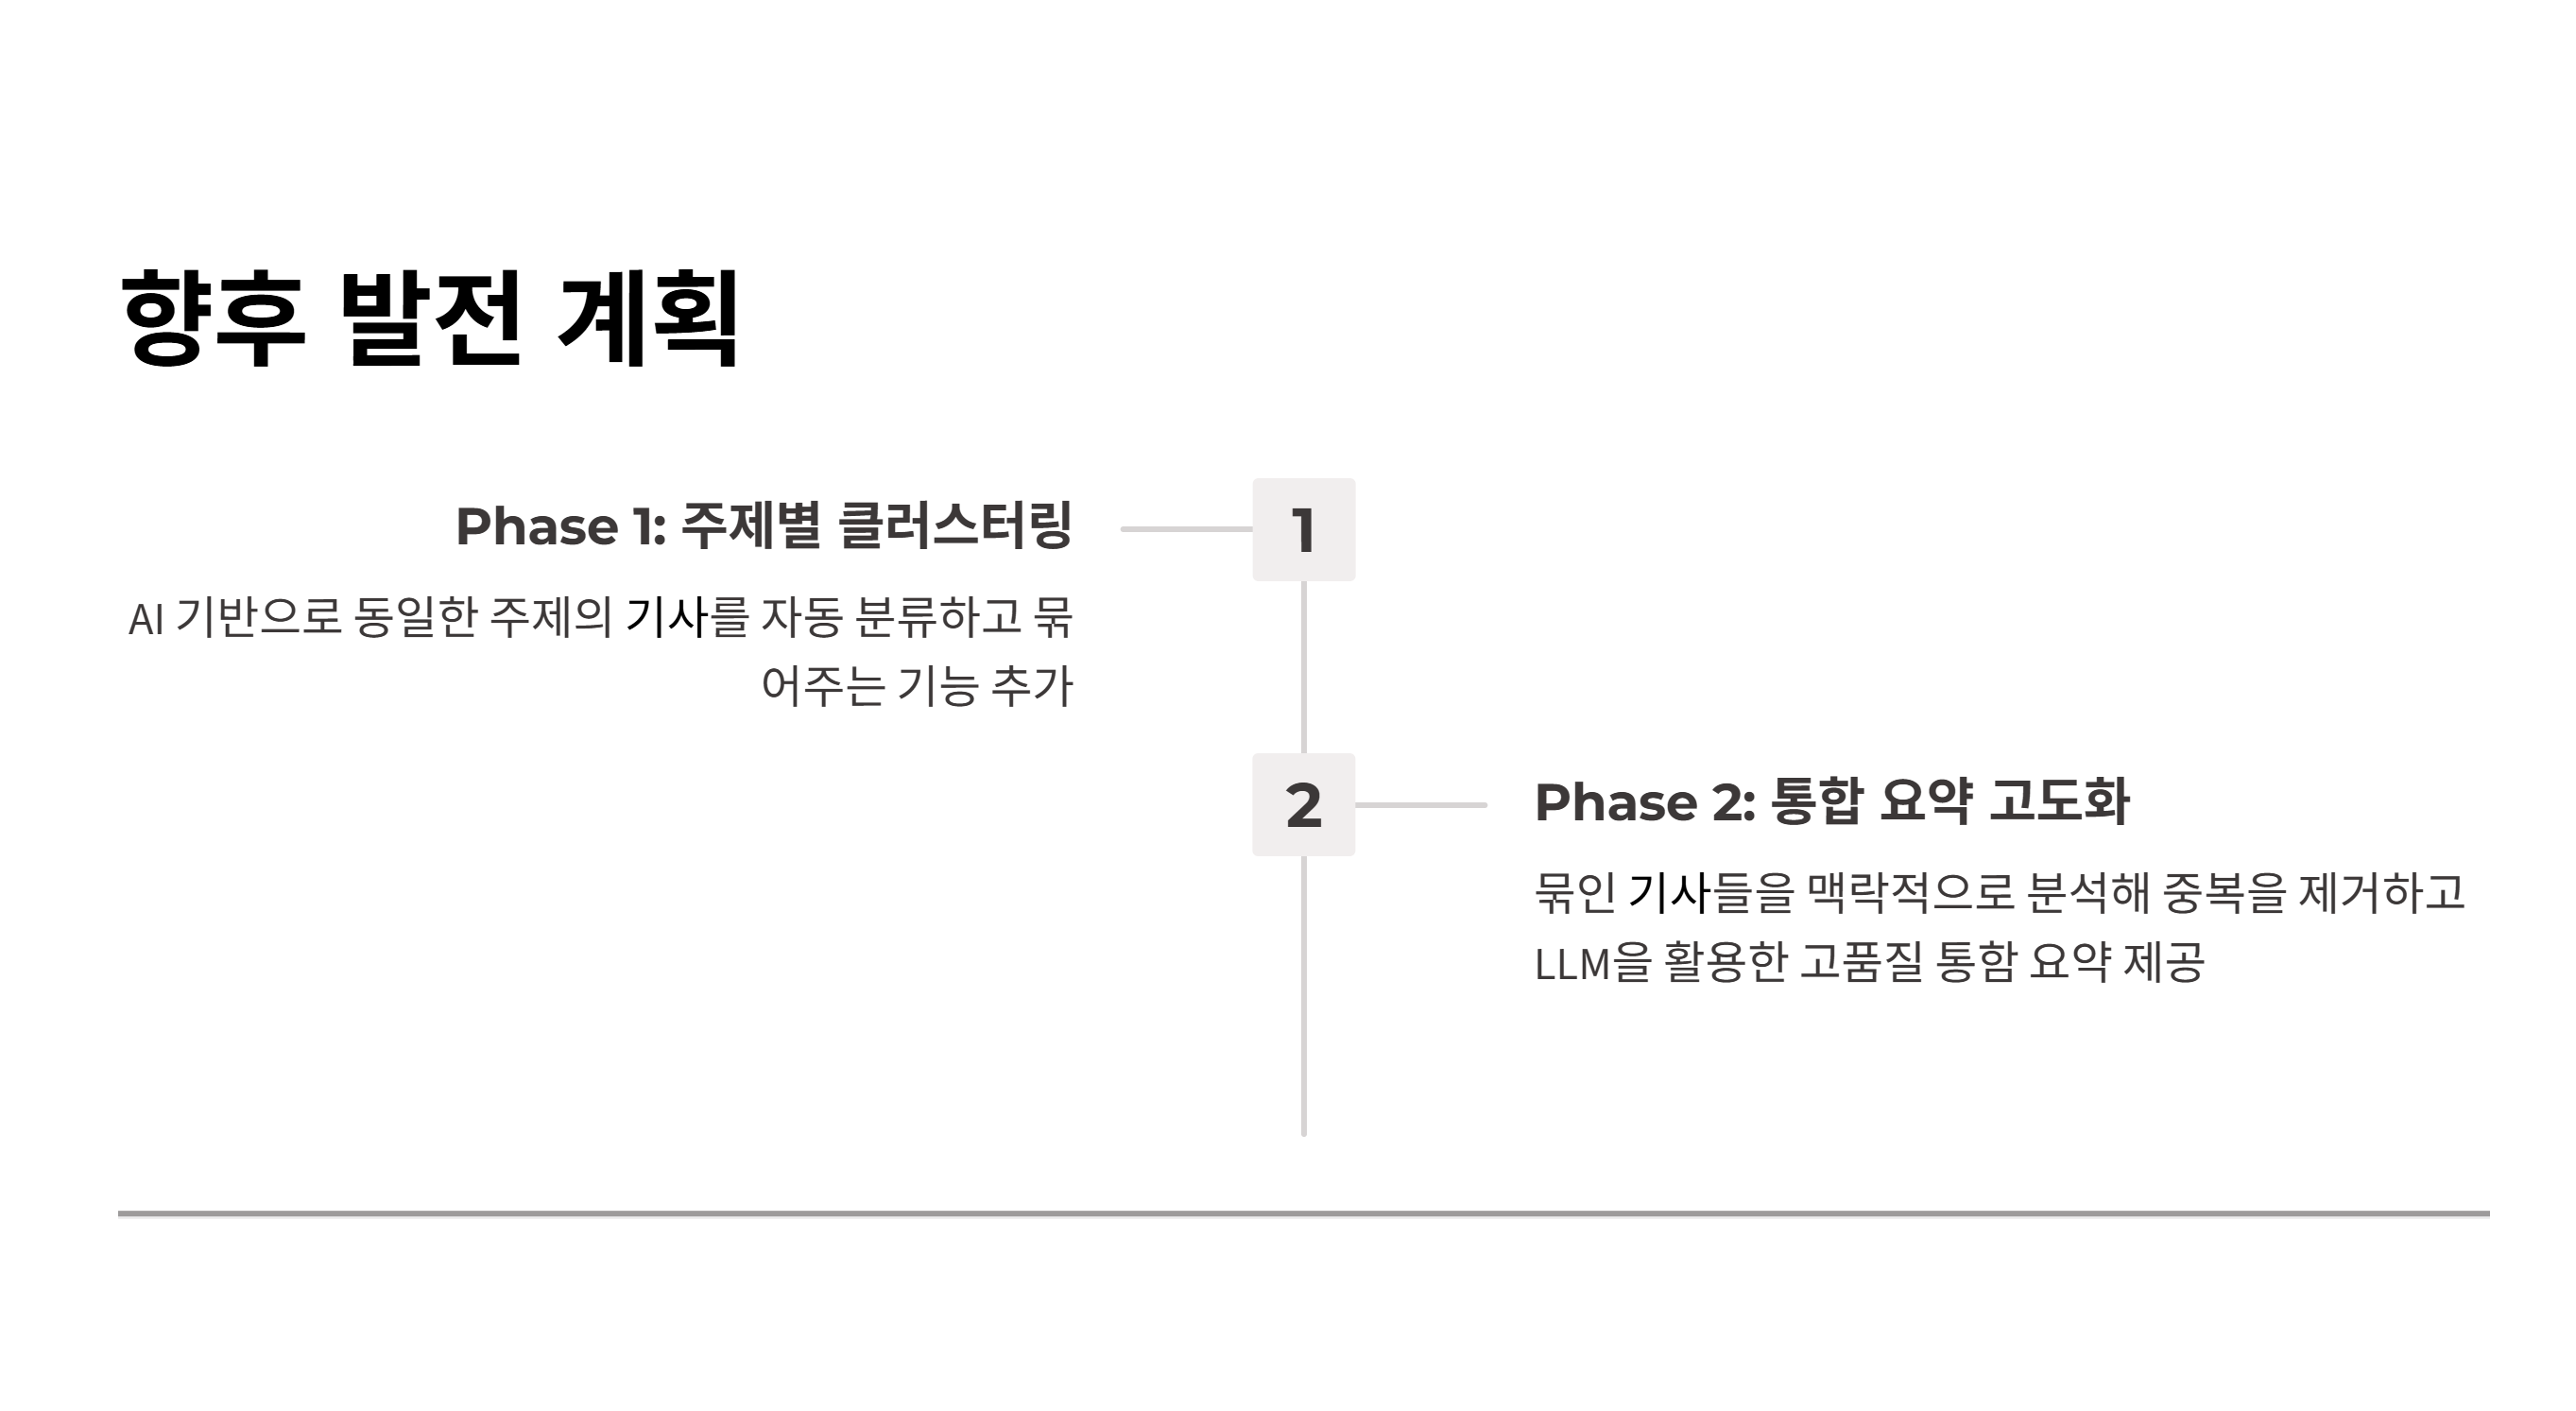 향후 발전 계획
Phase 1: 주제별 클러스터링
1
AI 기반으로 동일한 주제의 기사를 자동 분류하고 묶
어주는 기능 추가
2
Phase 2: 통합 요약 고도화
묶인 기사들을 맥락적으로 분석해 중복을 제거하고
LLM을 활용한 고품질 통합 요약 제공